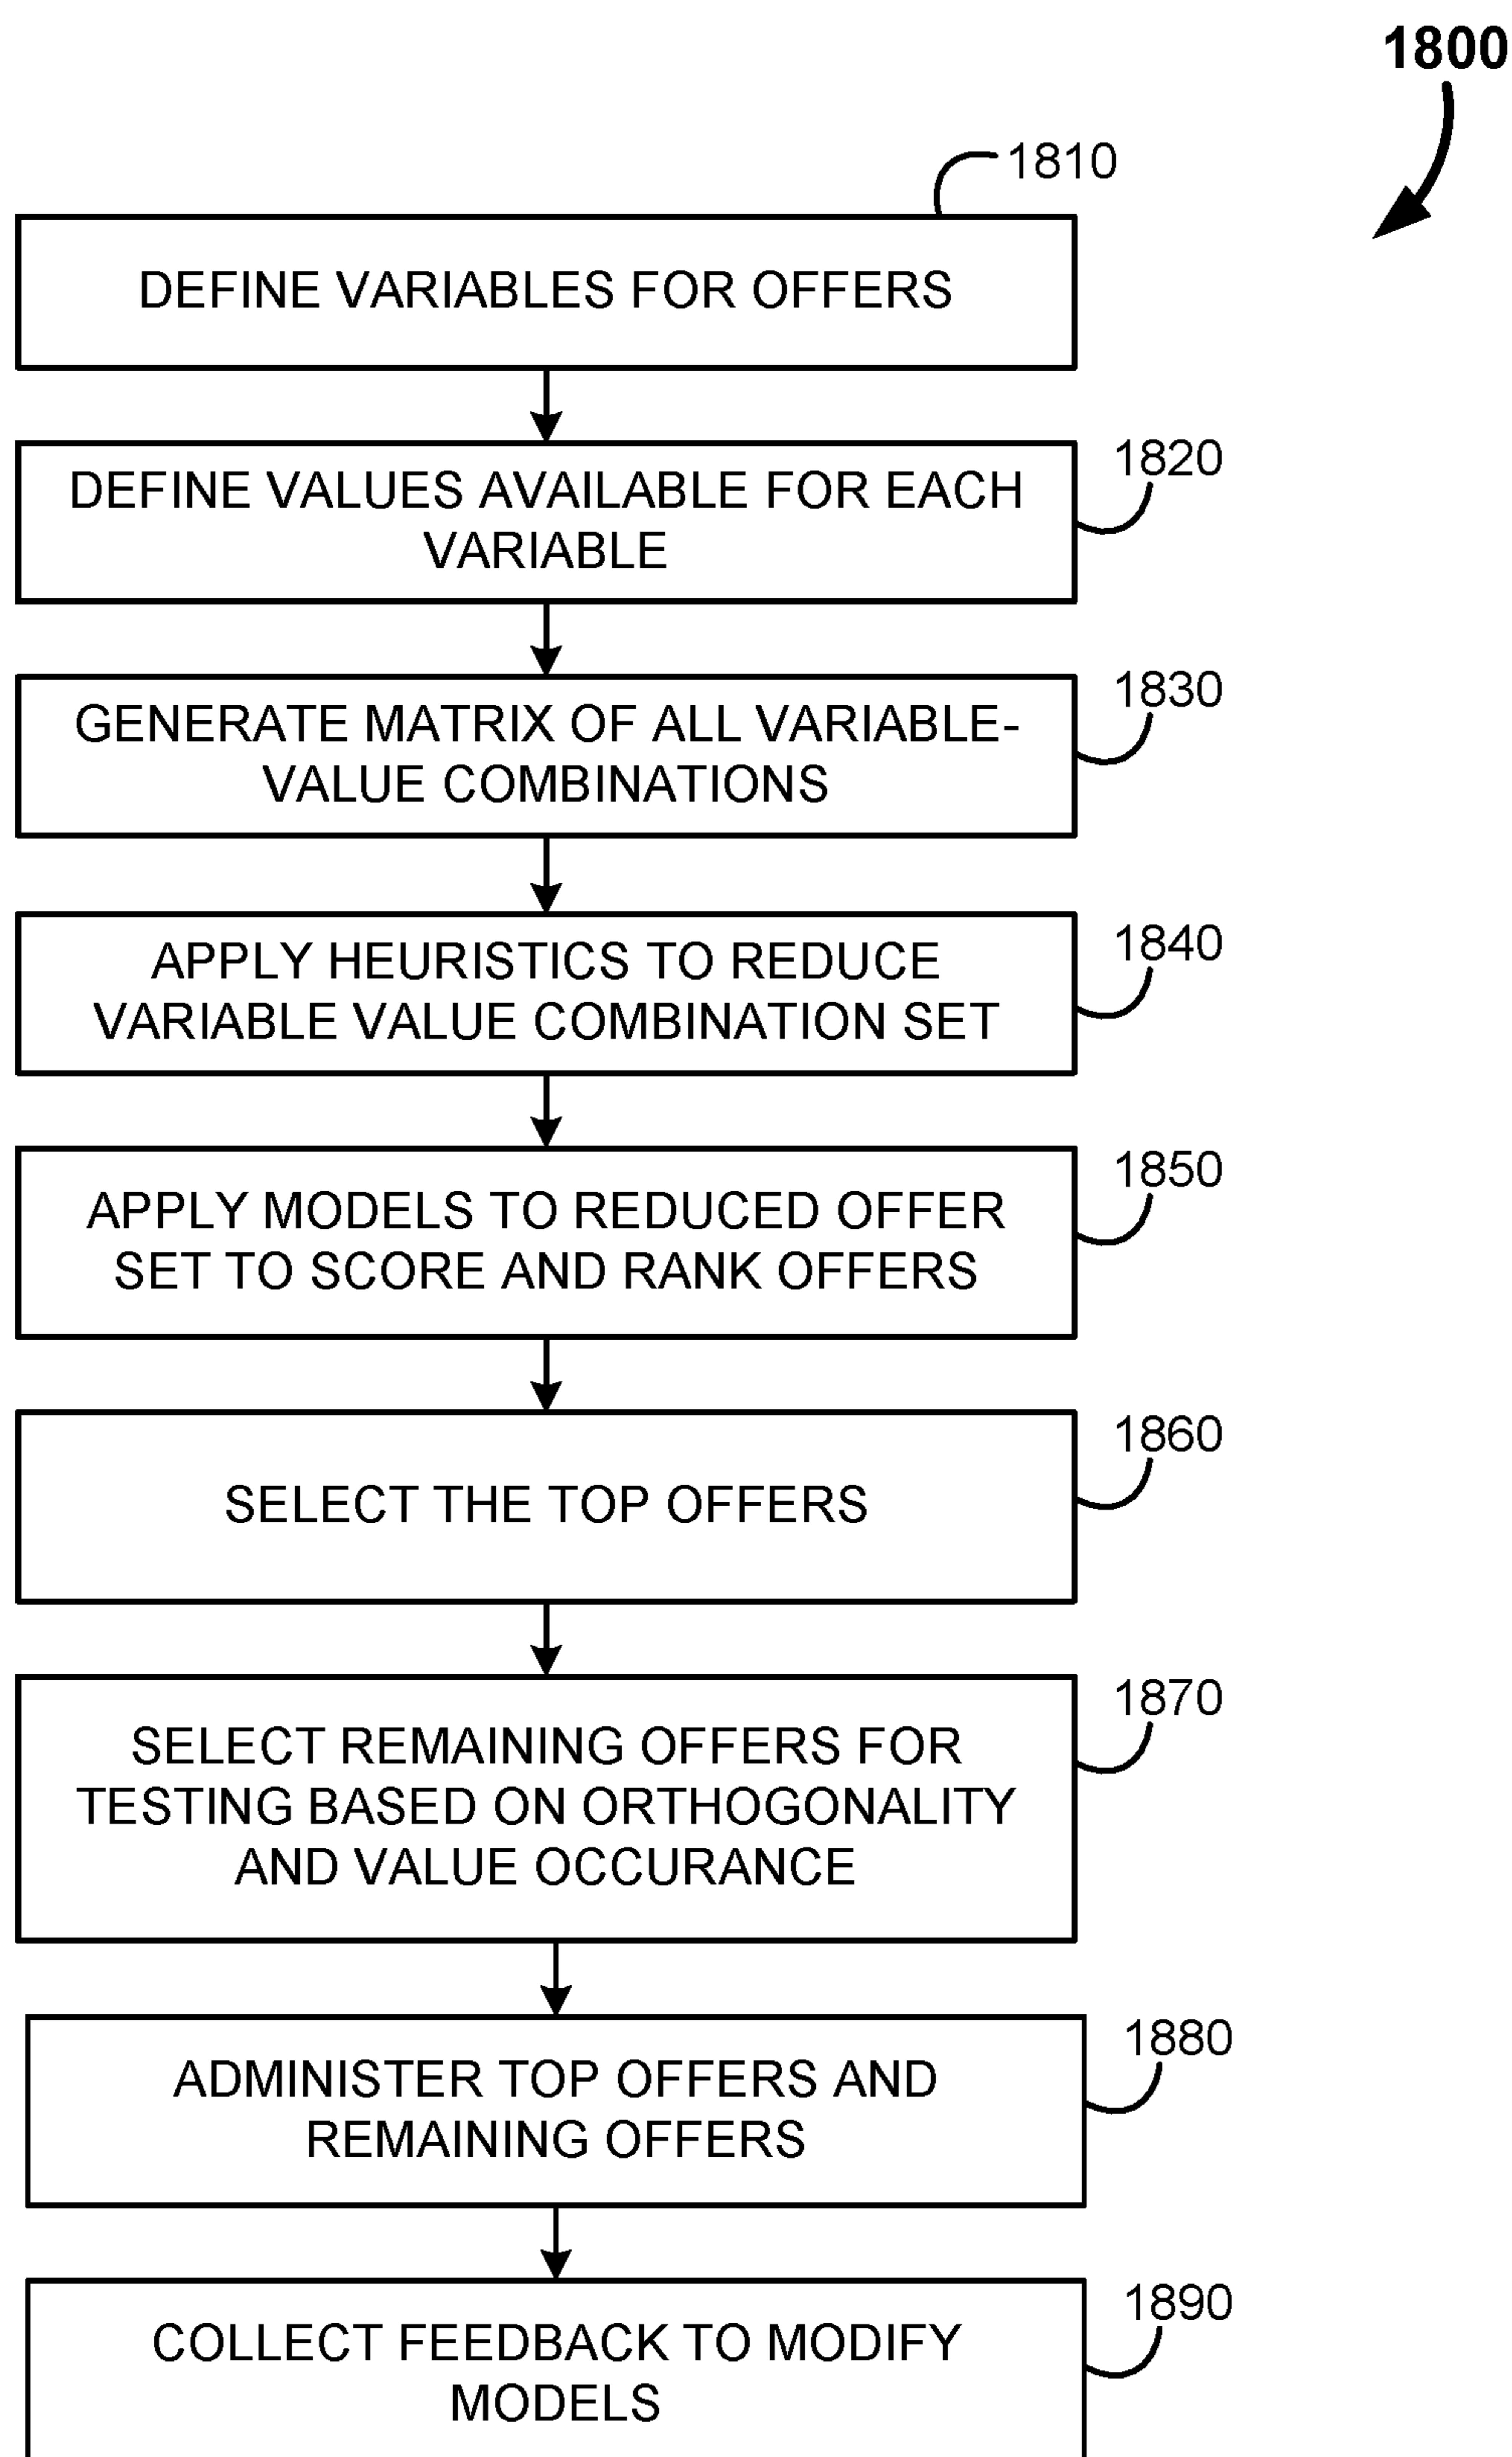 1800
1810
DEFINE VARIABLES FOR OFFERS
1820
DEFINE VALUES AVAILABLE FOR EACH
VARIABLE
1830
GENERATE MATRIX OF ALL VARIABLE-
VALUE COMBINATIONS
1840
APPLY HEURISTICS TO REDUCE
VARIABLE VALUE COMBINATION SET
1850
APPLY MODELS TO REDUCED OFFER
SET TO SCORE AND RANK OFFERS
1860
SELECT THE TOP OFFERS
1870
SELECT REMAINING OFFERS FOR
TESTING BASED ON ORTHOGONALITY
AND VALUE OCCURANCE
1880
ADMINISTER TOP OFFERS AND
REMAINING OFFERS
1890
COLLECT FEEDBACK TO MODIFY
MODELS